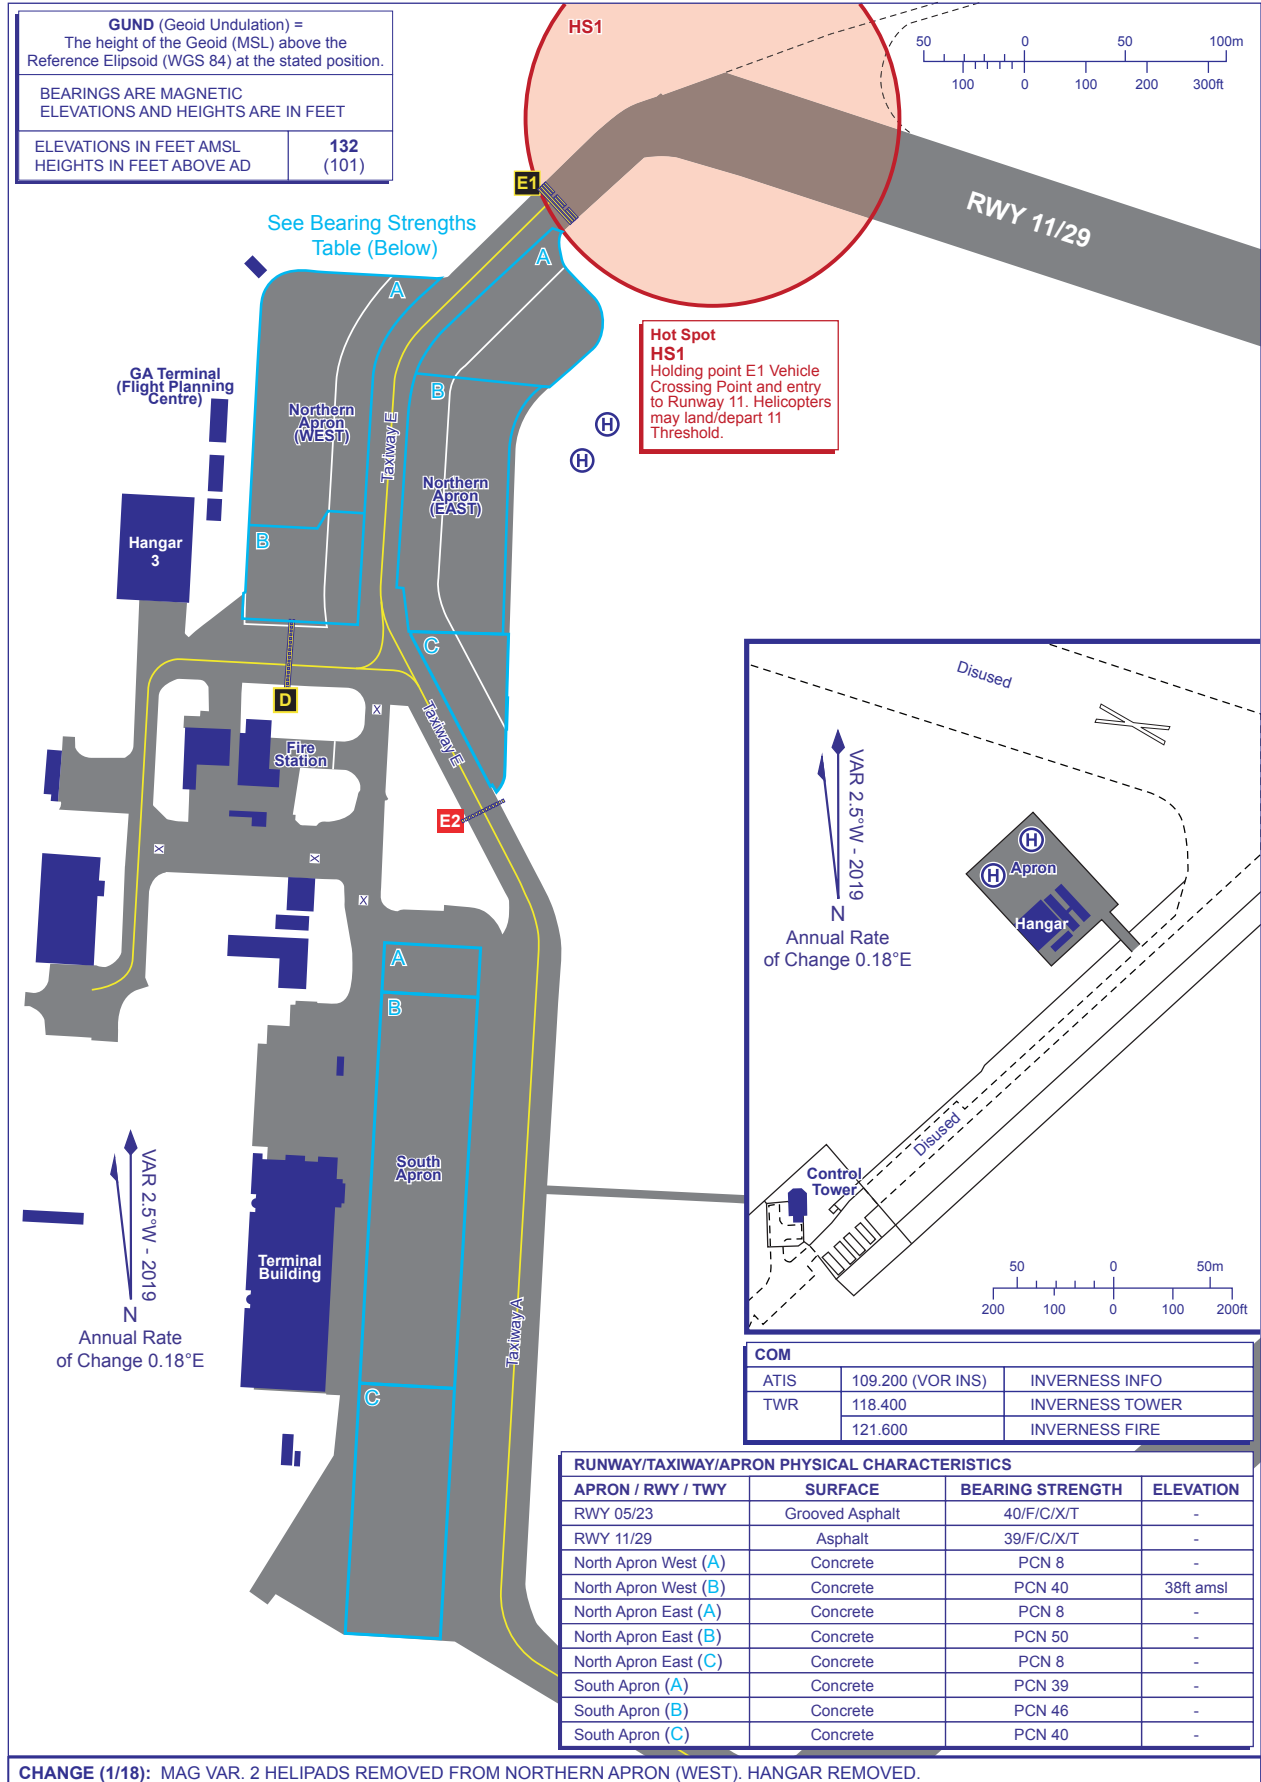 GUND (Geoid Undulation) =
The height of the Geoid (MSL) above the
Reference Elipsoid (WGS 84) at the stated position.
BEARINGS ARE MAGNETIC
ELEVATIONS AND HEIGHTS ARE IN FEET
ELEVATIONS IN FEET AMSL 132
HEIGHTS IN FEET ABOVE AD (101)
HS1
50 0 50 100m
100 0 100 200 300ft
E1
RWY 11/29
See Bearing Strengths
Table (Below)
A
A
Hot Spot
HS1
Holding point E1 Vehicle
Crossing Point and entry
to Runway 11. Helicopters
may land/depart 11
Threshold.
GA Terminal
(Flight Planning
Centre)
B
Northern
Apron
(WEST)
Taxiway E
H
H
Northern
Apron
(EAST)
Hangar
3
B
C
D
X
Taxiway E
Fire
Station
E2
X
X
X
A
B
South
Apron
VAR 2.5°W - 2019
N
Annual Rate
of Change 0.18°E
Terminal
Building
Taxiway A
C
Disused
VAR 2.5°W - 2019
N
Annual Rate
of Change 0.18°E
H
H
Apron
Hangar
Disused
Control
Tower
50 0 50m
200 100 0 100 200ft
COM
ATIS 109.200 (VOR INS) INVERNESS INFO
TWR 118.400 INVERNESS TOWER
121.600 INVERNESS FIRE
RUNWAY/TAXIWAY/APRON PHYSICAL CHARACTERISTICS
APRON / RWY / TWY SURFACE BEARING STRENGTH ELEVATION
RWY 05/23 Grooved Asphalt 40/F/C/X/T -
RWY 11/29 Asphalt 39/F/C/X/T -
North Apron West (A) Concrete PCN 8 -
North Apron West (B) Concrete PCN 40 38ft amsl
North Apron East (A) Concrete PCN 8 -
North Apron East (B) Concrete PCN 50 -
North Apron East (C) Concrete PCN 8 -
South Apron (A) Concrete PCN 39 -
South Apron (B) Concrete PCN 46 -
South Apron (C) Concrete PCN 40 -
CHANGE (1/18): MAG VAR. 2 HELIPADS REMOVED FROM NORTHERN APRON (WEST). HANGAR REMOVED.